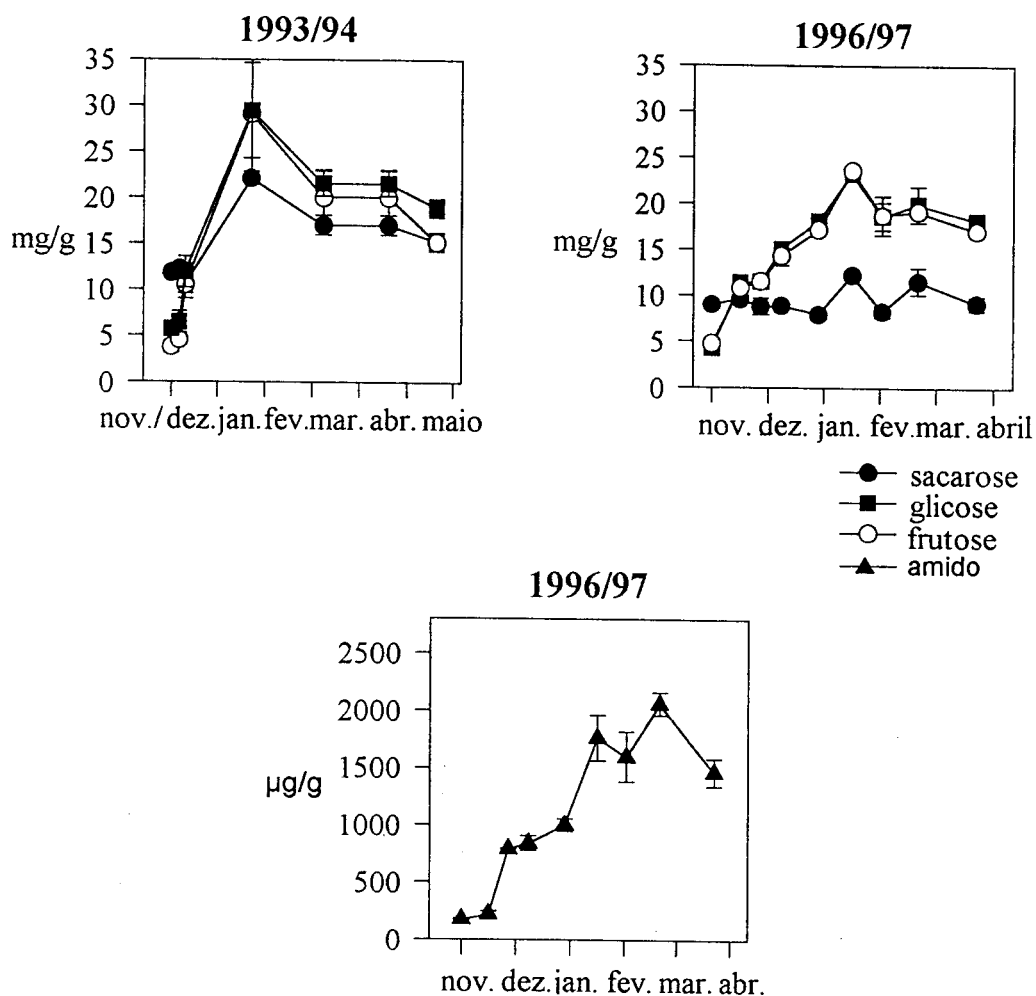 1993/94
35
30
25
20
15
10
5
0
mg/g
nov./ dez.jan.fev.mar. abr. maio
1996/97
35
30
25
20
15
10
5
0
mg/g
nov. dez. jan. fev.mar. abril
sacarose
glicose
frutose
amido
1996/97
2500
2000
1500
1000
500
0
µg/g
nov. dez.jan. fev. mar. abr.